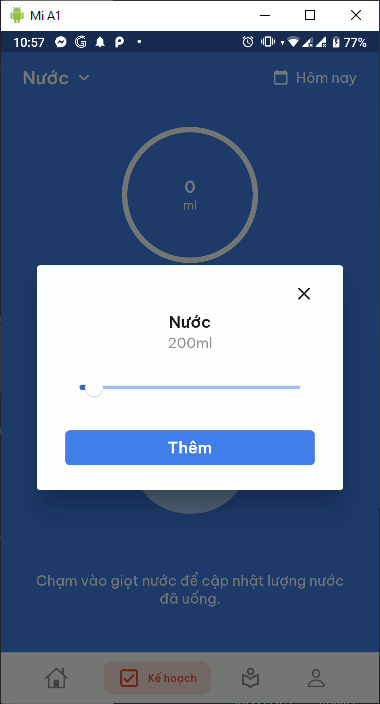 Mi A1
10:57
77%
Nước
Hôm nay
0
ml
Nước
200ml
Thêm
Chạm vào giọt nước để cập nhật lượng nước
đã uống.
Kế hoạch